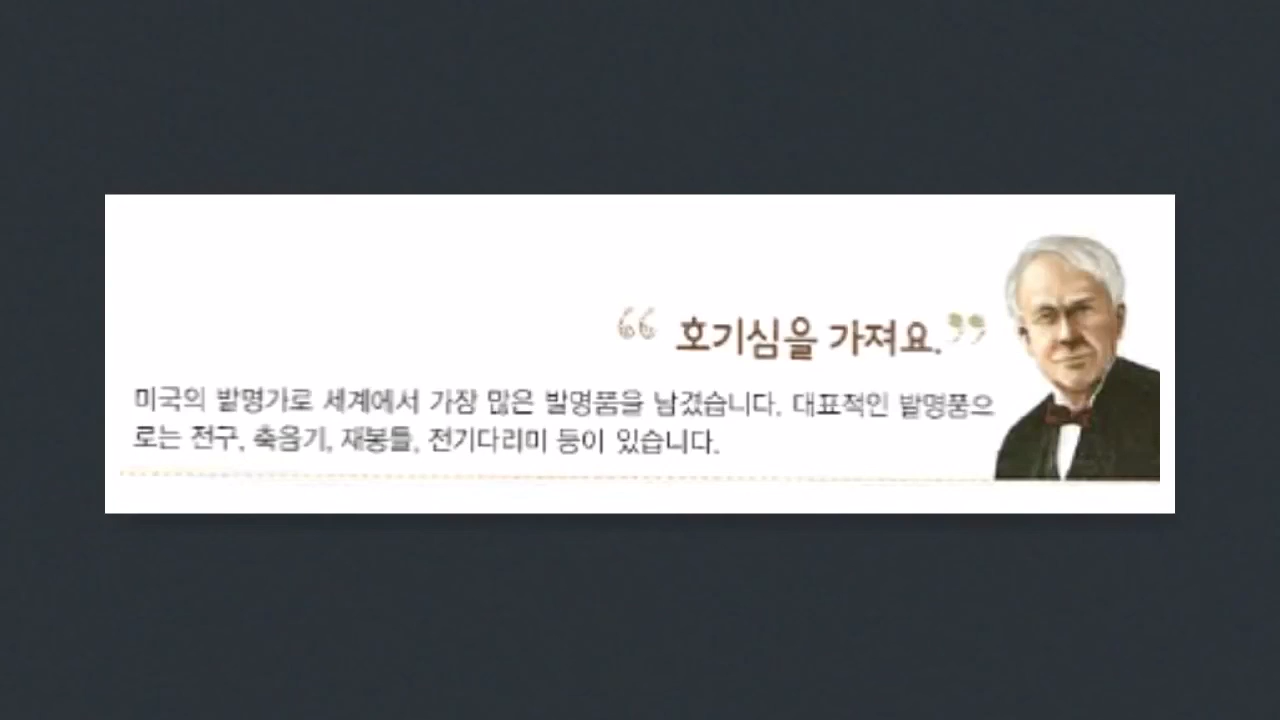 “ 호기심을 가져요.”
미국의 발명가로 세계에서 가장 많은 발명품을 남겼습니다. 대표적인 발명품으
로는 전구, 축음기, 재봉틀, 전기다리미 등이 있습니다.